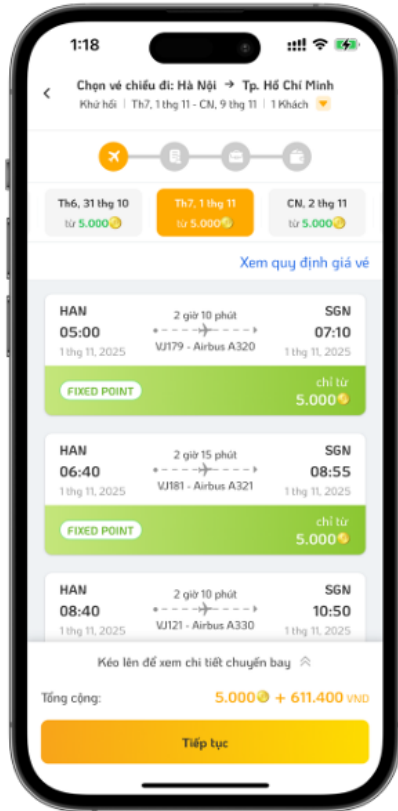 1:18
Chọn vé chiều đi: Hà Nội → Tp. Hồ Chí Minh
Khứ hồi | Th7, 1 thg 11 - CN, 9 thg 11 | 1 Khách
Th6, 31 thg 10
từ 5.000
Th7, 1 thg 11
từ 5.000
CN, 2 thg 11
từ 5.000
Xem quy định giá vé
HAN 2 giờ 10 phút SGN
05:00 07:10
1 thg 11, 2025 VJ179 - Airbus A320 1 thg 11, 2025
FIXED POINT
chỉ từ
5.000
HAN 2 giờ 15 phút SGN
06:40 08:55
1 thg 11, 2025 VJ181 - Airbus A321 1 thg 11, 2025
FIXED POINT
chỉ từ
5.000
HAN 2 giờ 10 phút SGN
08:40 10:50
1 thg 11, 2025 VJ121 - Airbus A330 1 thg 11, 2025
Kéo lên để xem chi tiết chuyến bay
Tổng cộng: 5.000 + 611.400 VND
Tiếp tục